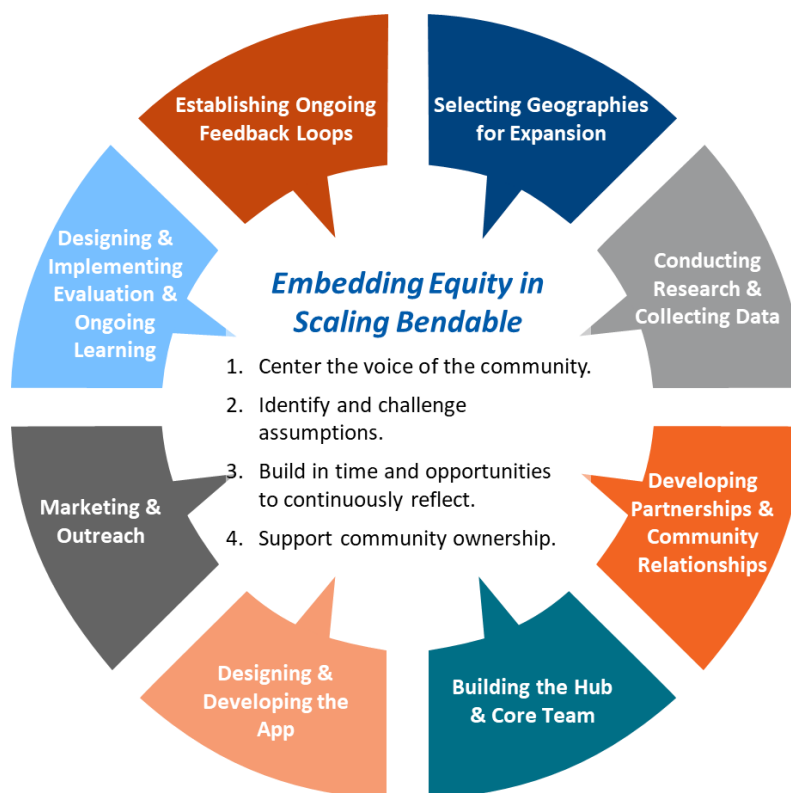 Establishing Ongoing
Feedback Loops
Selecting Geographies
for Expansion
Conducting
Research &
Collecting Data
Developing
Partnerships &
Community
Relationships
Building the Hub
& Core Team
Designing &
Developing the
App
Marketing &
Outreach
Designing &
Implementing
Evaluation &
Ongoing
Learning
Embedding Equity in
Scaling Bendable
1. Center the voice of the community.
2. Identify and challenge
assumptions.
3. Build in time and opportunities
to continuously reflect.
4. Support community ownership.